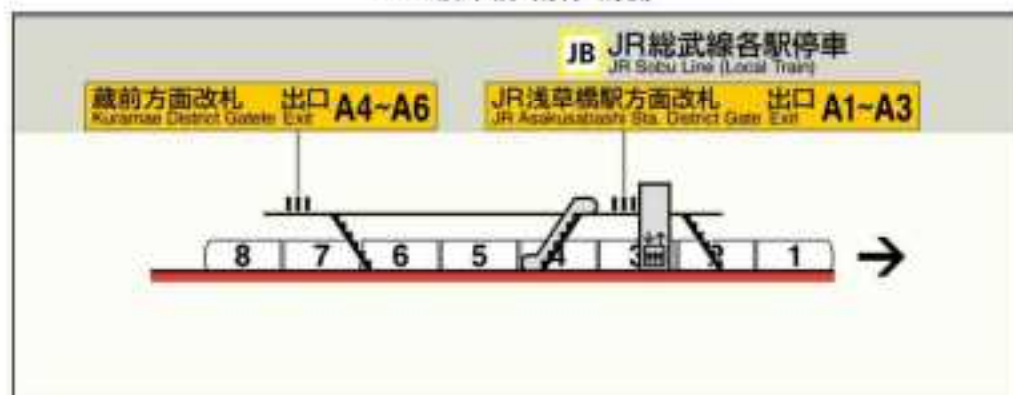 JB JR総武線各駅停車
JR Sobu Line (Local Train)
蔵前方面改札 出口 A4~A6
Kuramae District Gate Exit
JR浅草橋駅方面改札 出口 A1~A3
JR Asakusabashi Sta. District Gate Exit
8 7 6 5 4 3 2 1